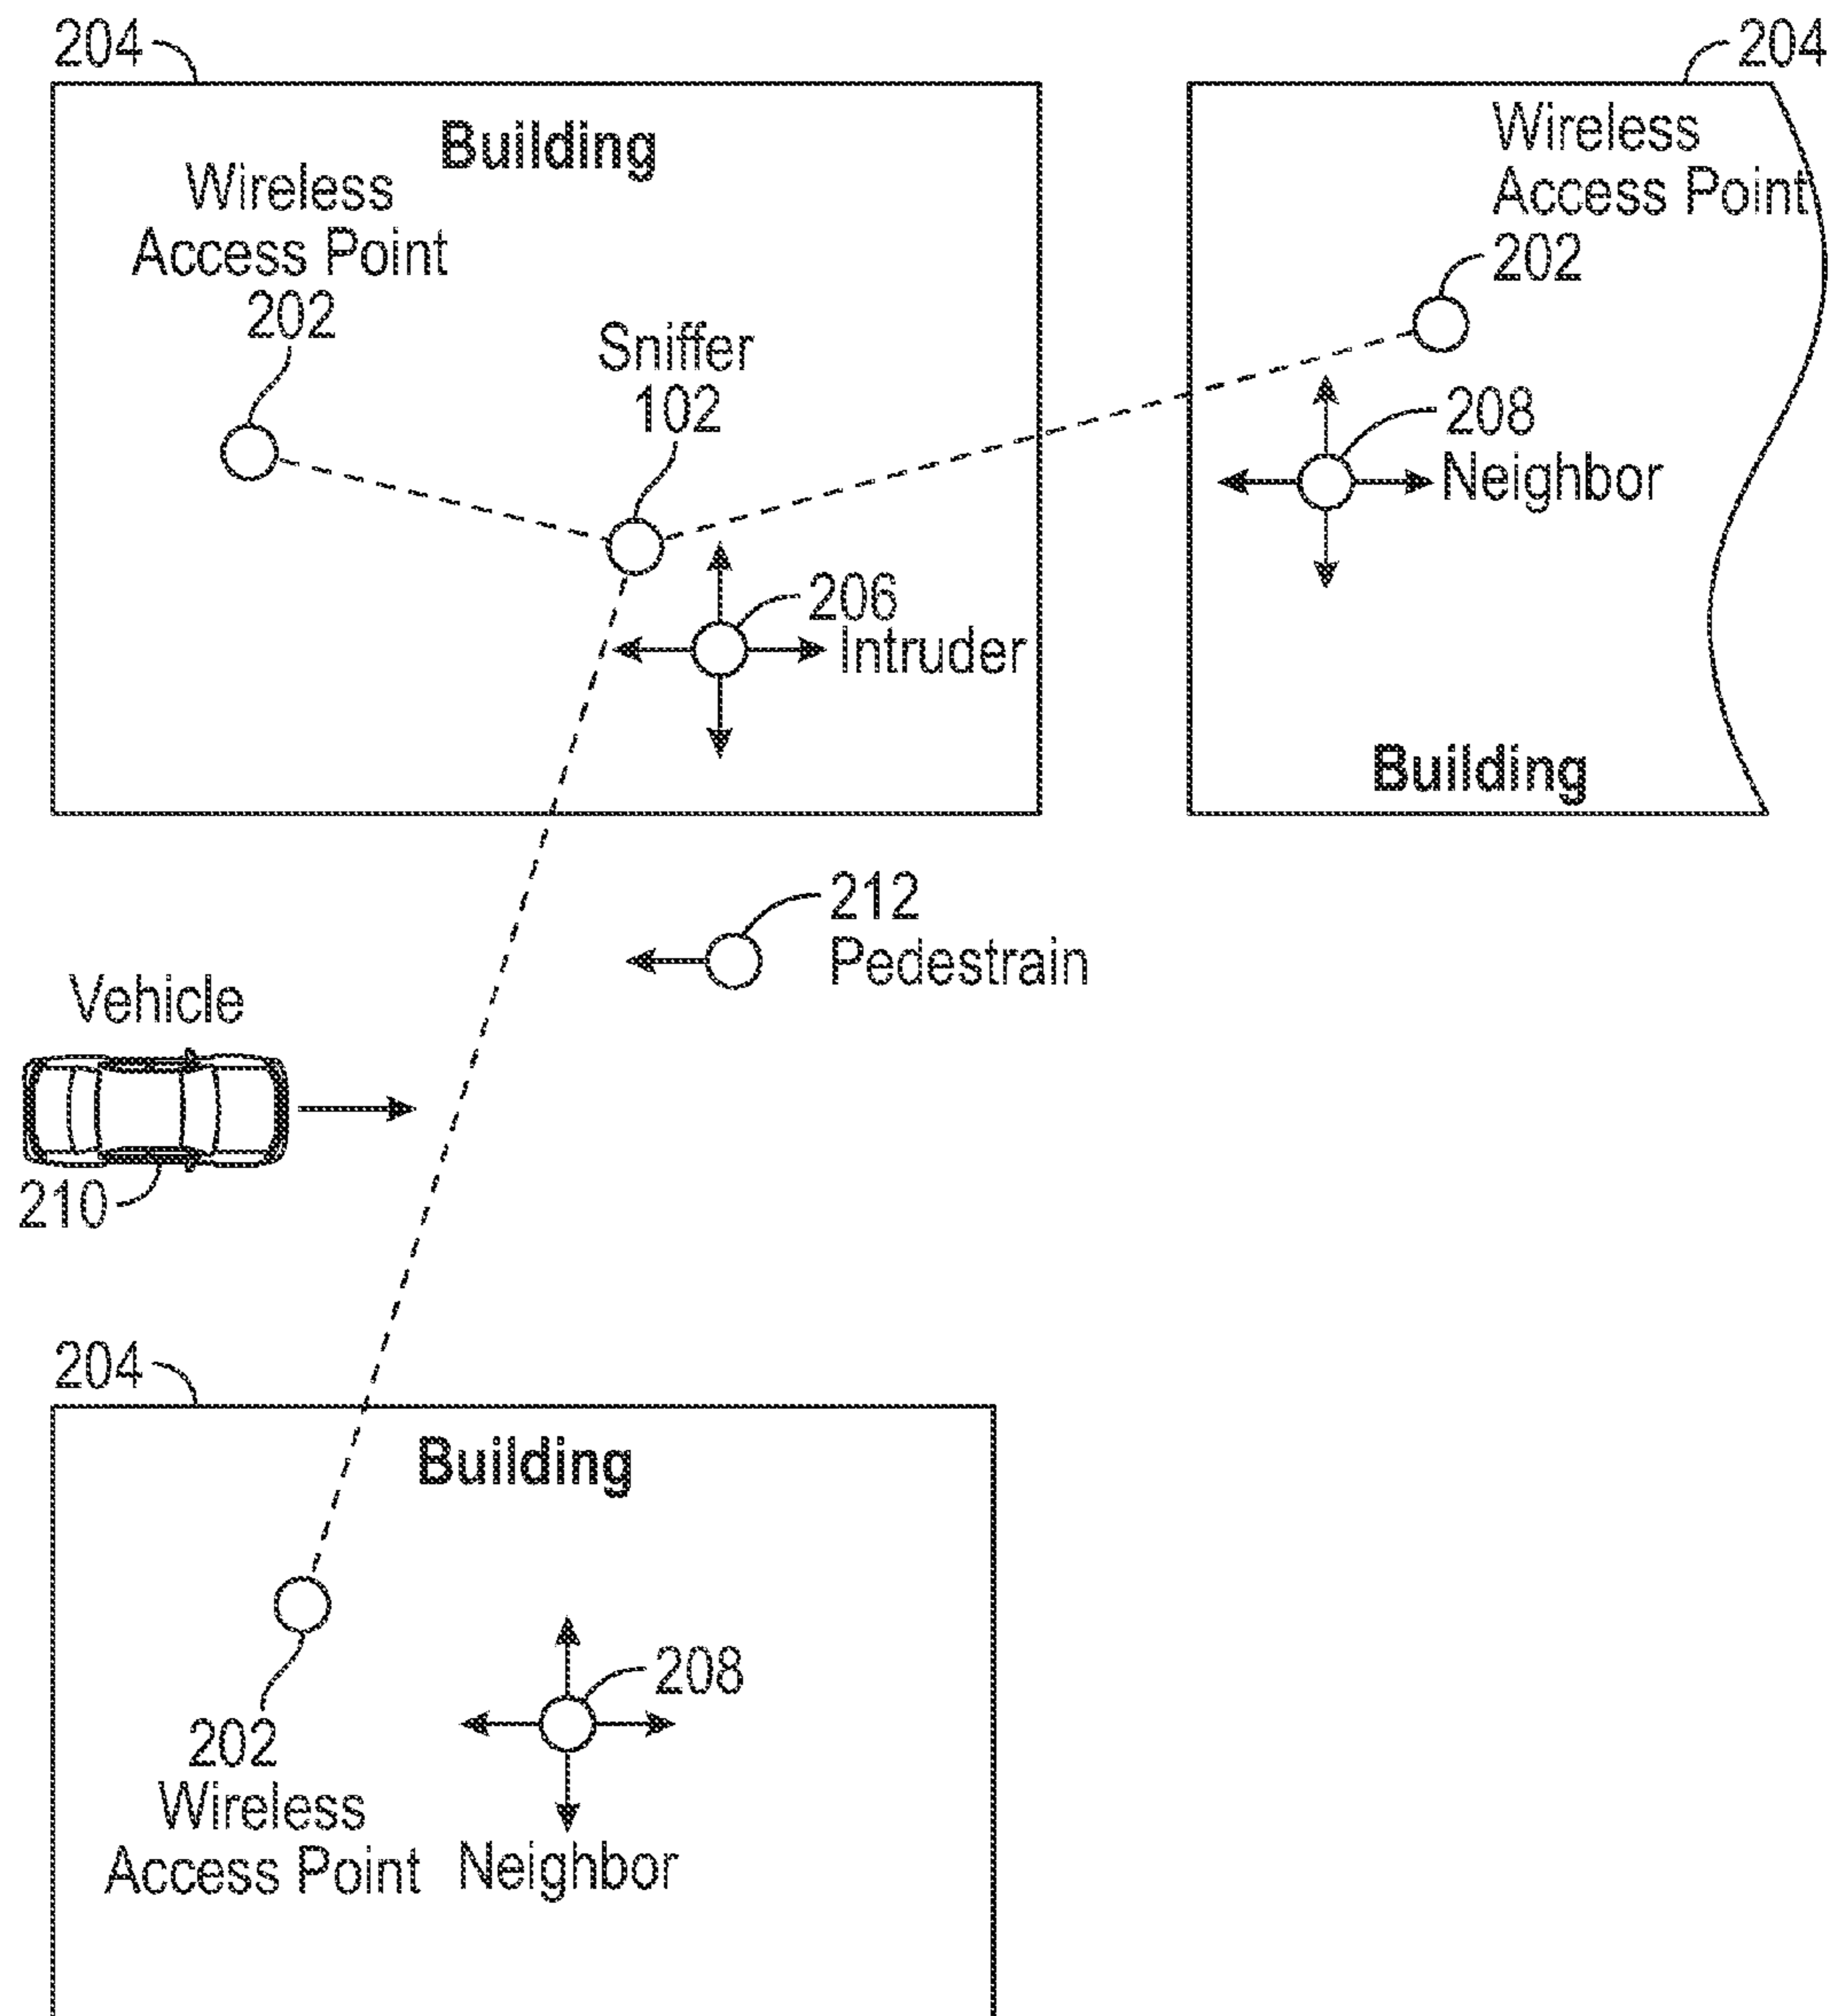 204
204
Building
Wireless
Access Point
202
Sniffer
102
206
Intruder
Wireless
Access Point
202
208
Neighbor
Building
212
Pedestrain
Vehicle
210
204
Building
202
Wireless
Access Point
208
Neighbor